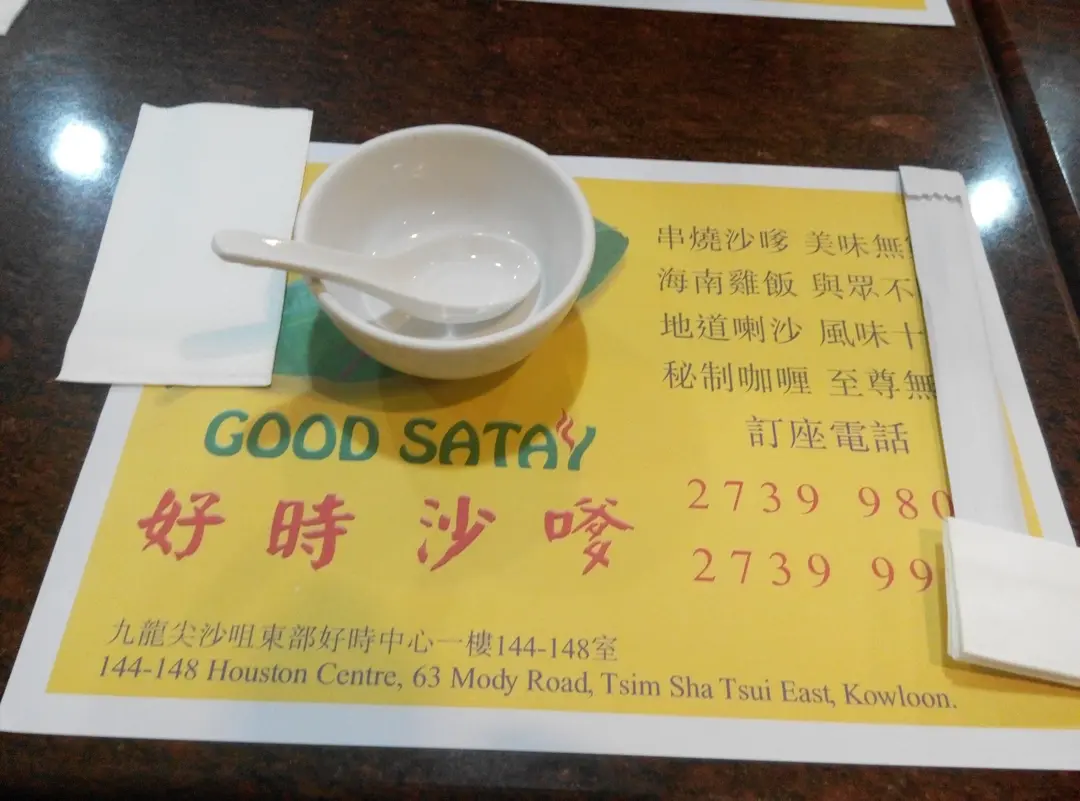 串燒沙嗲 美味無
海南雞飯 與眾不
地道喇沙 風味十
秘制咖喱 至尊無
訂座電話
2739 980
2739 99
GOOD SATAY
好時沙嗲
九龍尖沙咀東部好時中心一樓144-148室
144-148 Houston Centre, 63 Mody Road, Tsim Sha Tsui East, Kowloon.